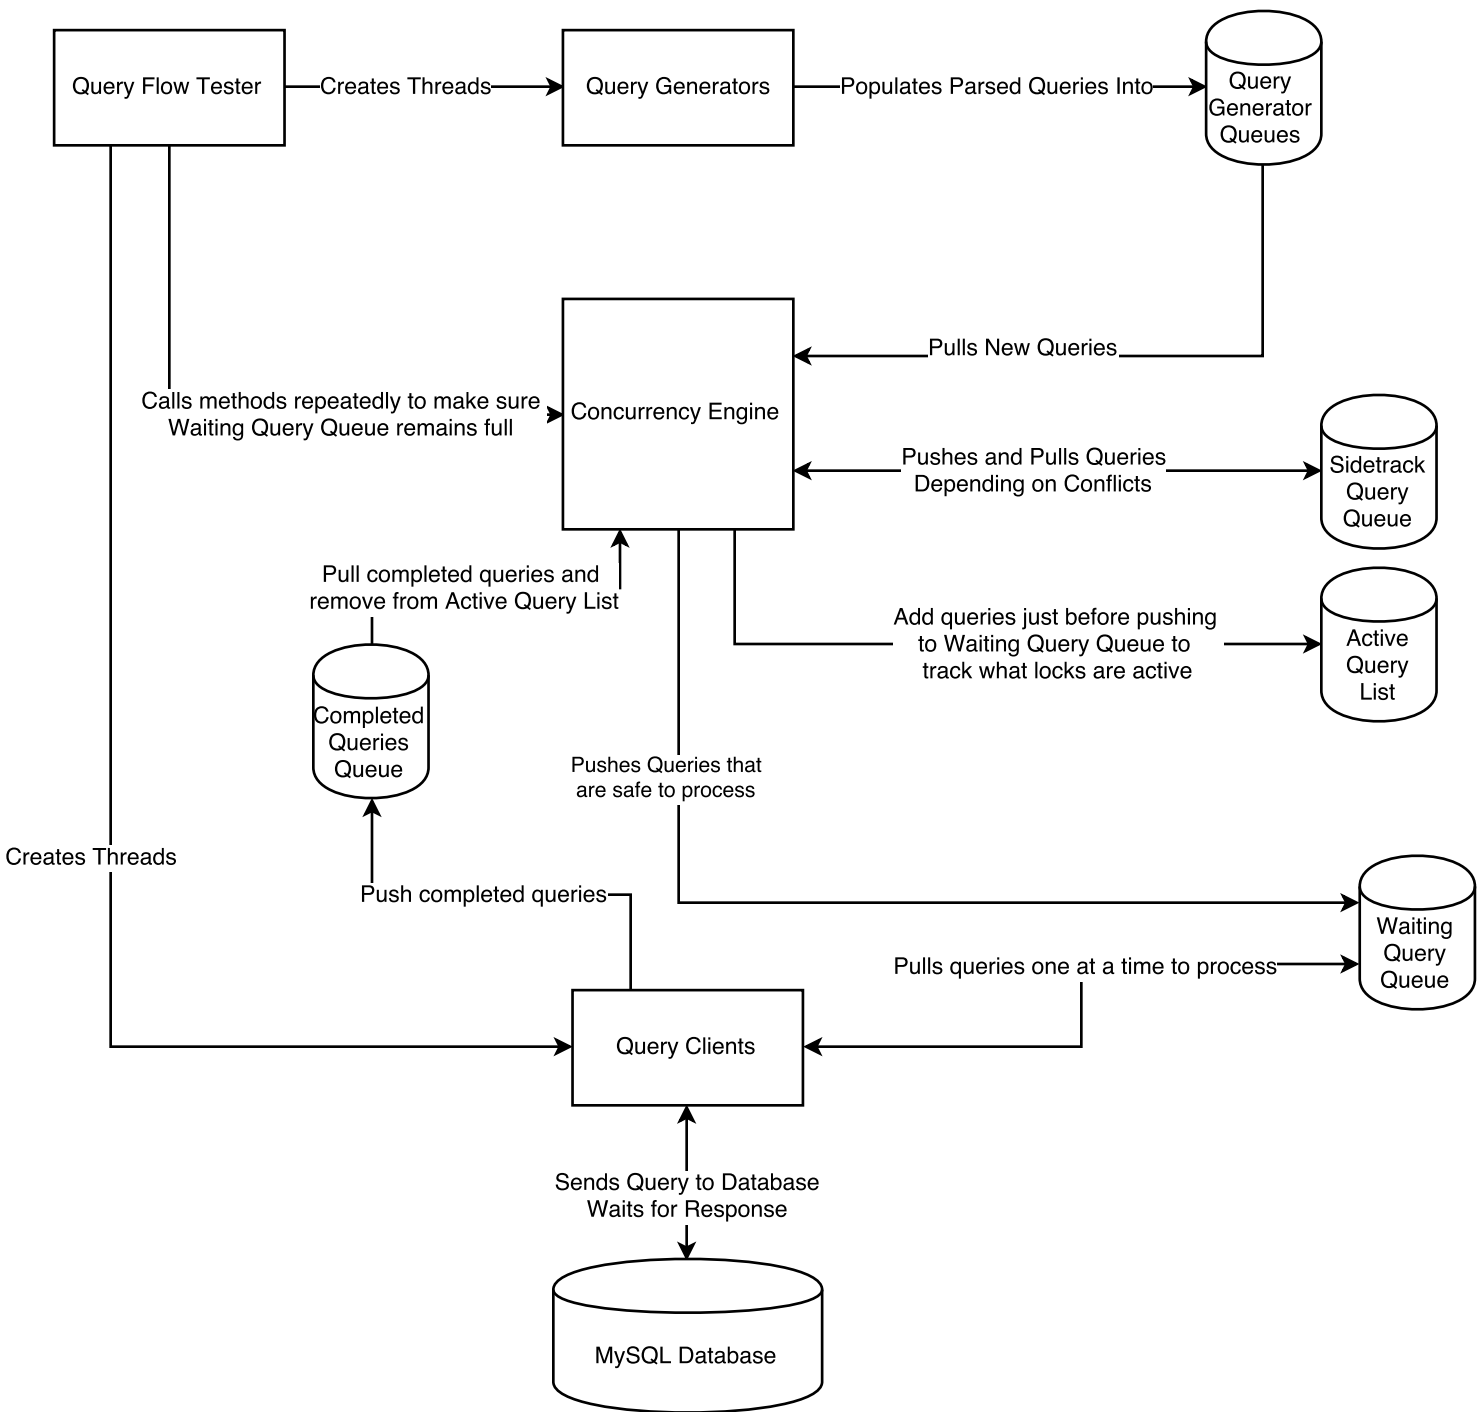 Query Flow Tester
Creates Threads
Query Generators
Populates Parsed Queries Into
Query
Generator
Queues
Pulls New Queries
Calls methods repeatedly to make sure
Waiting Query Queue remains full
Concurrency Engine
Pushes and Pulls Queries
Depending on Conflicts
Sidetrack
Query
Queue
Pull completed queries and
remove from Active Query List
Add queries just before pushing
to Waiting Query Queue to
track what locks are active
Active
Query
List
Completed
Queries
Queue
Pushes Queries that
are safe to process
Creates Threads
Push completed queries
Waiting
Query
Queue
Pulls queries one at a time to process
Query Clients
Sends Query to Database
Waits for Response
MySQL Database